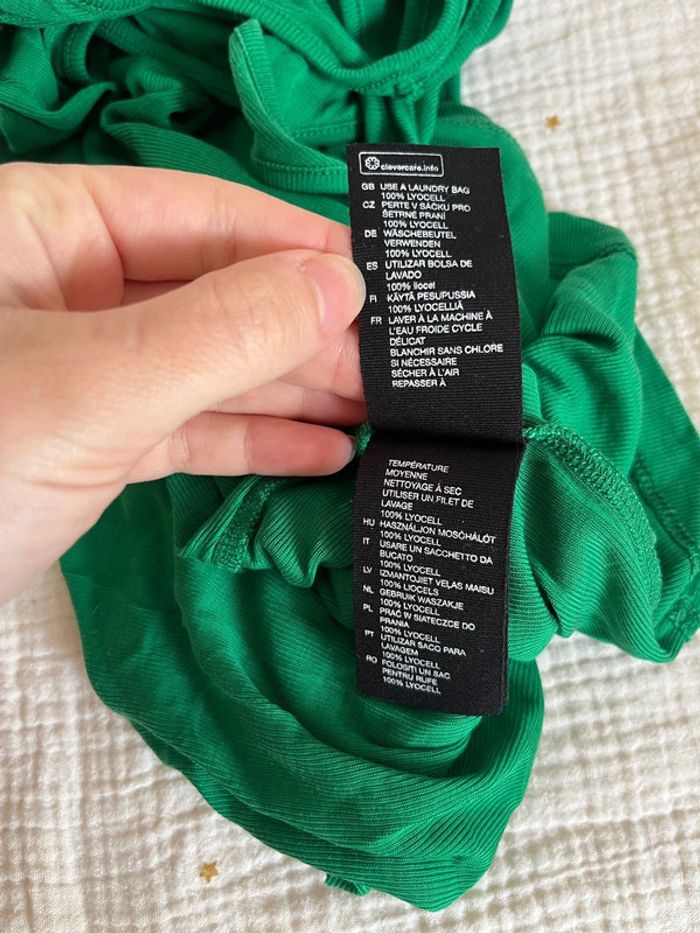 clevercare.info
GB USE A LAUNDRY BAG
100% LYOCELL
CZ PERTE V SÁČKU PRO
ŠETRNÉ PRANÍ
100% LYOCELL
DE WÄSCHEBEUTEL
VERWENDEN
100% LYOCELL
ES UTILIZAR BOLSA DE
LAVADO
100% liocel
FI KÄYTÄ PESUPUSSIA
100% LYOCELLIÄ
FR LAVER À LA MACHINE À
L'EAU FROIDE CYCLE
DÉLICAT
BLANCHIR SANS CHLORE
SI NÉCESSAIRE
SÉCHER À L'AIR
REPASSER À
TEMPÉRATURE
MOYENNE
NETTOYAGE À SEC
UTILISER UN FILET DE
LAVAGE
100% LYOCELL
HU HASZNÁLJON MOSÓHÁLÓT
100% LYOCELL
IT USARE UN SACCHETTO DA
BUCATO
100% LYOCELL
LV IZMANTOJIET VEĻAS MAISU
100% LIOCELS
NL GEBRUIK WASZAKJE
100% LYOCELL
PL PRAĆ W SIATECZCE DO
PRANIA
100% LYOCELL
PT UTILIZAR SACO PARA
LAVAGEM
100% LYOCELL
RO FOLOSITI UN SAC
PENTRU RUFE
100% LYOCELL